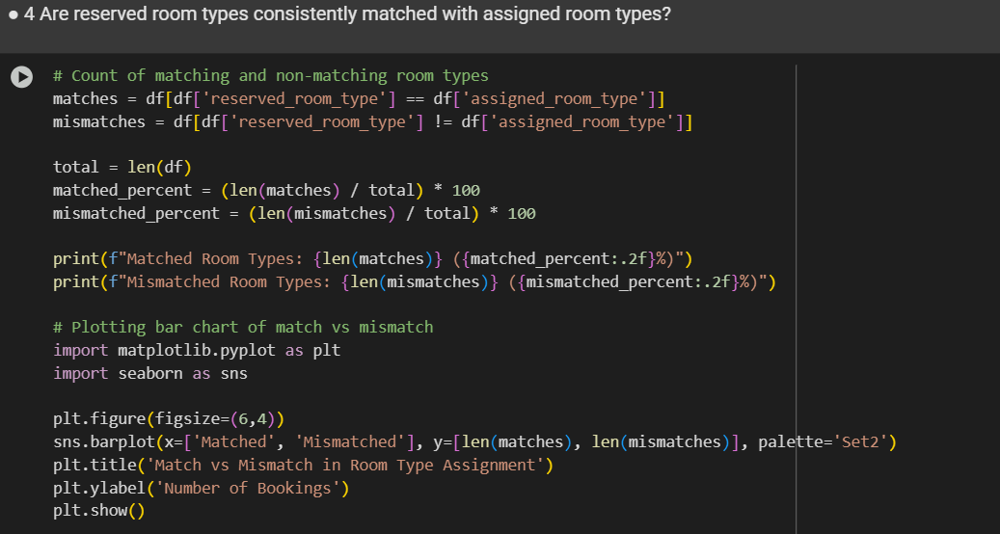 ● 4 Are reserved room types consistently matched with assigned room types?
# Count of matching and non-matching room types
matches = df[df['reserved_room_type'] == df['assigned_room_type']]
mismatches = df[df['reserved_room_type'] != df['assigned_room_type']]
total = len(df)
matched_percent = (len(matches) / total) * 100
mismatched_percent = (len(mismatches) / total) * 100
print(f"Matched Room Types: {len(matches)} ({matched_percent:.2f}%)")
print(f"Mismatched Room Types: {len(mismatches)} ({mismatched_percent:.2f}%)")
# Plotting bar chart of match vs mismatch
import matplotlib.pyplot as plt
import seaborn as sns
plt.figure(figsize=(6,4))
sns.barplot(x=['Matched', 'Mismatched'], y=[len(matches), len(mismatches)], palette='Set2')
plt.title('Match vs Mismatch in Room Type Assignment')
plt.ylabel('Number of Bookings')
plt.show()